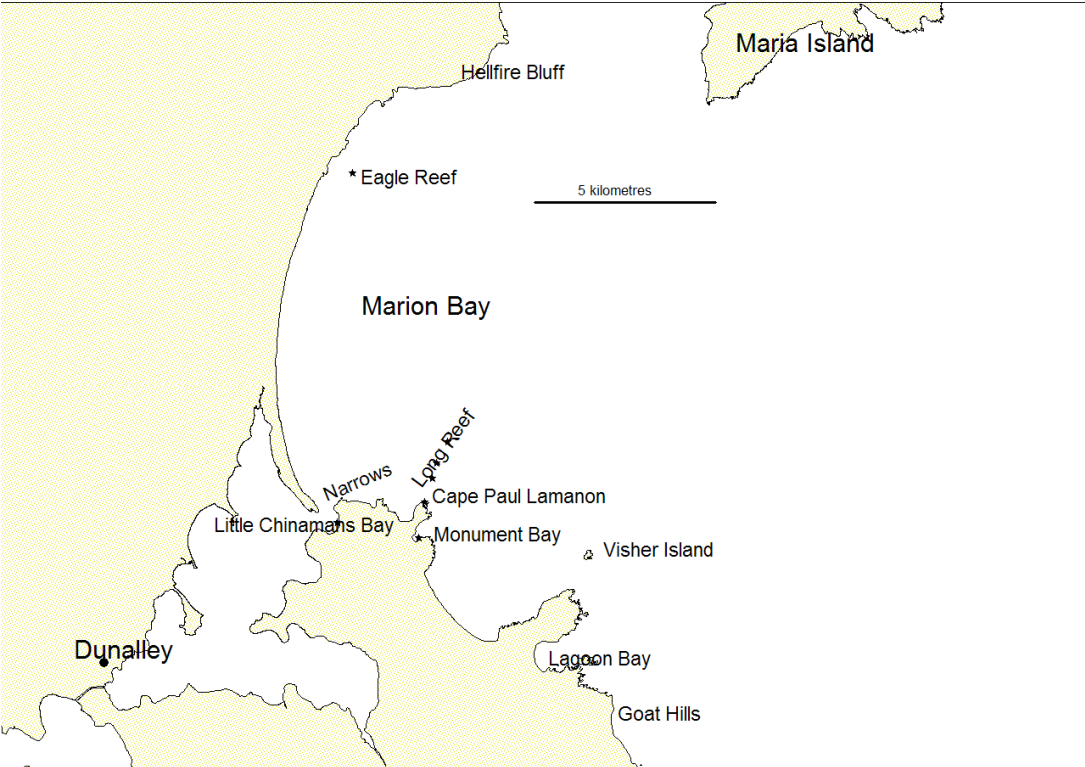 Maria Island
Hellfire Bluff
Eagle Reef
5 kilometres
Marion Bay
Long Reef
Narrows
Cape Paul Lamanon
Little Chinamans Bay
Monument Bay
Visher Island
Dunalley
Lagoon Bay
Goat Hills